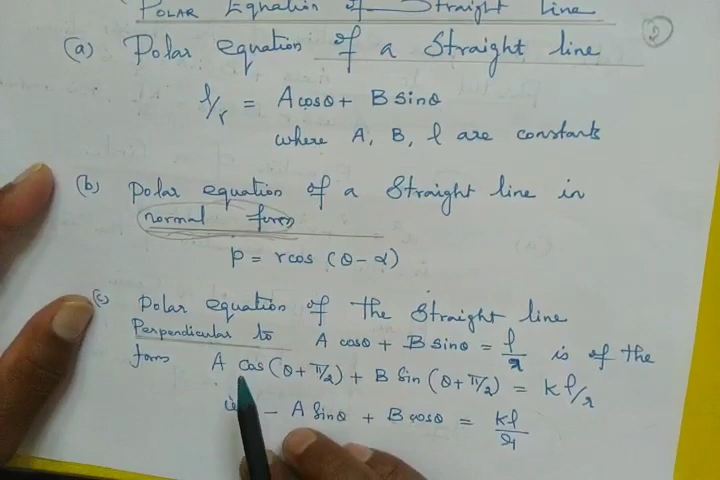 POLAR Equation of Straight Line
2
(a) Polar equation of a Straight line
l/r = A cosθ + B sinθ
where A, B, l are constants
(b) Polar equation of a Straight line in
normal form
p = r cos (θ - α)
(c) Polar equation of the Straight line
Perpendicular to A cosθ + B sinθ = l/r is of the
form A cos(θ + π/2) + B Sin(θ + π/2) = K l/r
ie, - A Sinθ + B cosθ = Kl/r